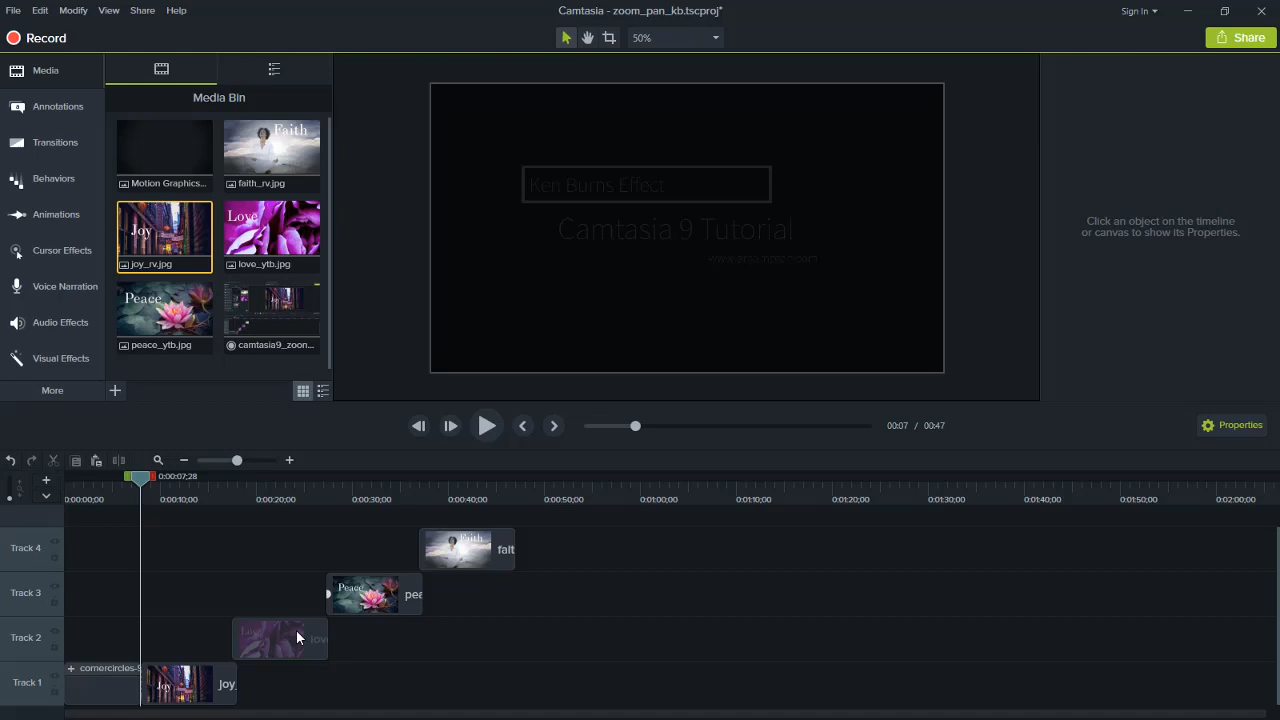 File Edit Modify View Share Help
Camtasia - zoom_pan_kb.tscproj*
Sign In
Record
50%
Share
Media
Annotations
Transitions
Behaviors
Animations
Cursor Effects
Voice Narration
Audio Effects
Visual Effects
More
Media Bin
Motion Graphics...
Faith
faith_rv.jpg
Joy
joy_rv.jpg
Love
love_ytb.jpg
Peace
peace_ytb.jpg
camtasia9_zoon...
Ken Burns Effect
Camtasia 9 Tutorial
Click an object on the timeline
or canvas to show its Properties.
00:07 / 00:47
Properties
0:00:07;28
0:00:00;00 0:00:10;00 0:00:20;00 0:00:30;00 0:00:40;00 0:00:50;00 0:01:00;00 0:01:10;00 0:01:20;00 0:01:30;00 0:01:40;00 0:01:50;00 0:02:00;00
Track 4
Faith
fait
Track 3
Peace
pea
Track 2
Love
lov
Track 1
cornercircles-9
Joy
joy_